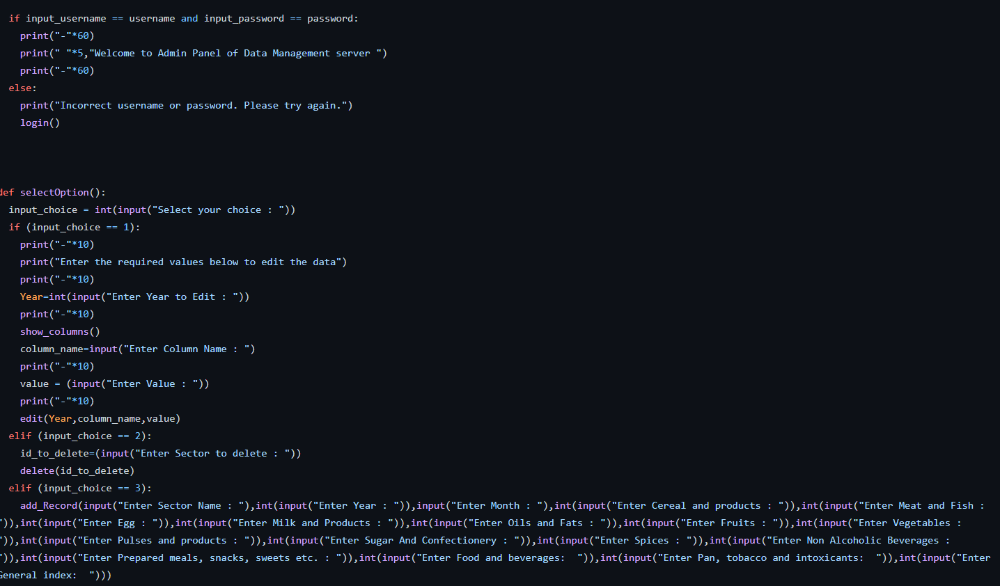 if input_username == username and input_password == password:
print("-"*60)
print(" "*5,"Welcome to Admin Panel of Data Management server ")
print("-"*60)
else:
print("Incorrect username or password. Please try again.")
login()
def selectOption():
input_choice = int(input("Select your choice : "))
if (input_choice == 1):
print("-"*10)
print("Enter the required values below to edit the data")
print("-"*10)
Year=int(input("Enter Year to Edit : "))
print("-"*10)
show_columns()
column_name=input("Enter Column Name : ")
print("-"*10)
value = (input("Enter Value : "))
print("-"*10)
edit(Year,column_name,value)
elif (input_choice == 2):
id_to_delete=(input("Enter Sector to delete : "))
delete(id_to_delete)
elif (input_choice == 3):
add_Record(input("Enter Sector Name : "),int(input("Enter Year : ")),input("Enter Month : "),int(input("Enter Cereal and products : ")),int(input("Enter Meat and Fish :
")),int(input("Enter Egg : ")),int(input("Enter Milk and Products : ")),int(input("Enter Oils and Fats : ")),int(input("Enter Fruits : ")),int(input("Enter Vegetables :
")),int(input("Enter Pulses and products : ")),int(input("Enter Sugar And Confectionery : ")),int(input("Enter Spices : ")),int(input("Enter Non Alcoholic Beverages :
")),int(input("Enter Prepared meals, snacks, sweets etc. : ")),int(input("Enter Food and beverages:  ")),int(input("Enter Pan, tobacco and intoxicants:  ")),int(input("Enter
General index:  ")))